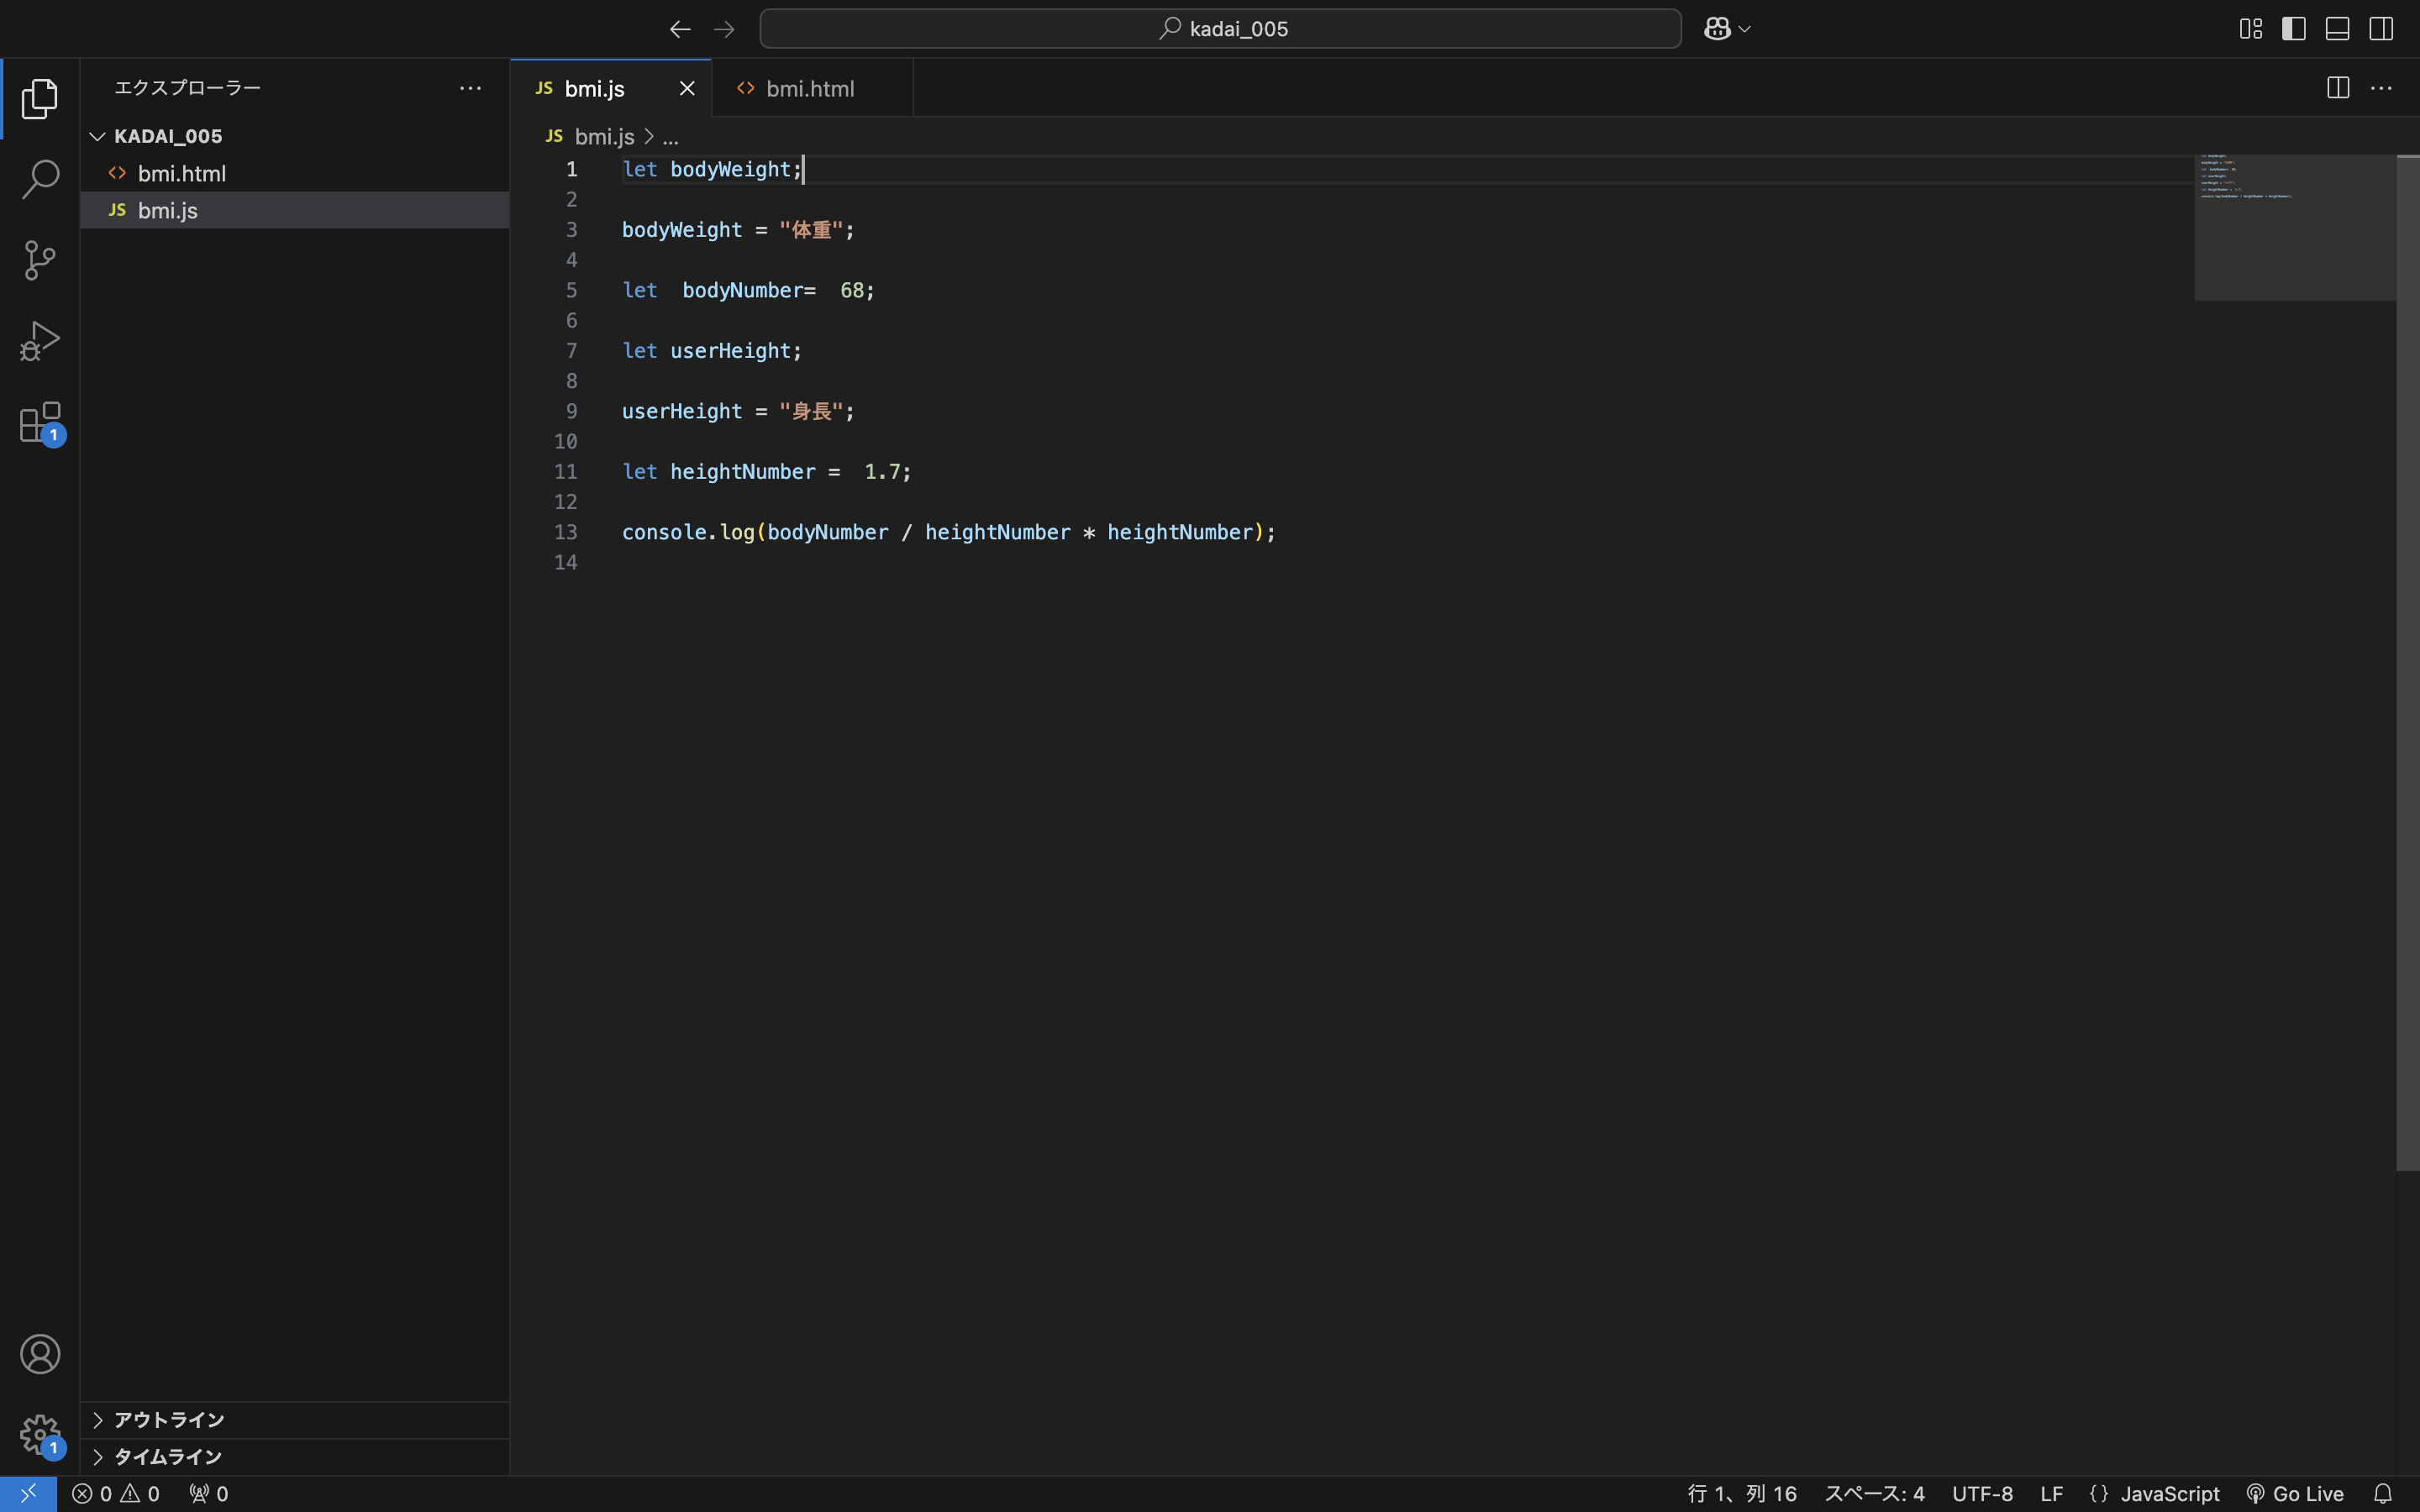 kadai_005
エクスプローラー
JS bmi.js
bmi.html
KADAI_005
bmi.html
JS bmi.js
JS bmi.js > ...
1 let bodyWeight;
2
3 bodyWeight = "体重";
4
5 let  bodyNumber=  68;
6
7 let userHeight;
8
9 userHeight = "身長";
10
11 let heightNumber =  1.7;
12
13 console.log(bodyNumber / heightNumber * heightNumber);
14
1
アウトライン
1
タイムライン
0 0 0
行 1、列 16 スペース: 4 UTF-8 LF {} JavaScript Go Live